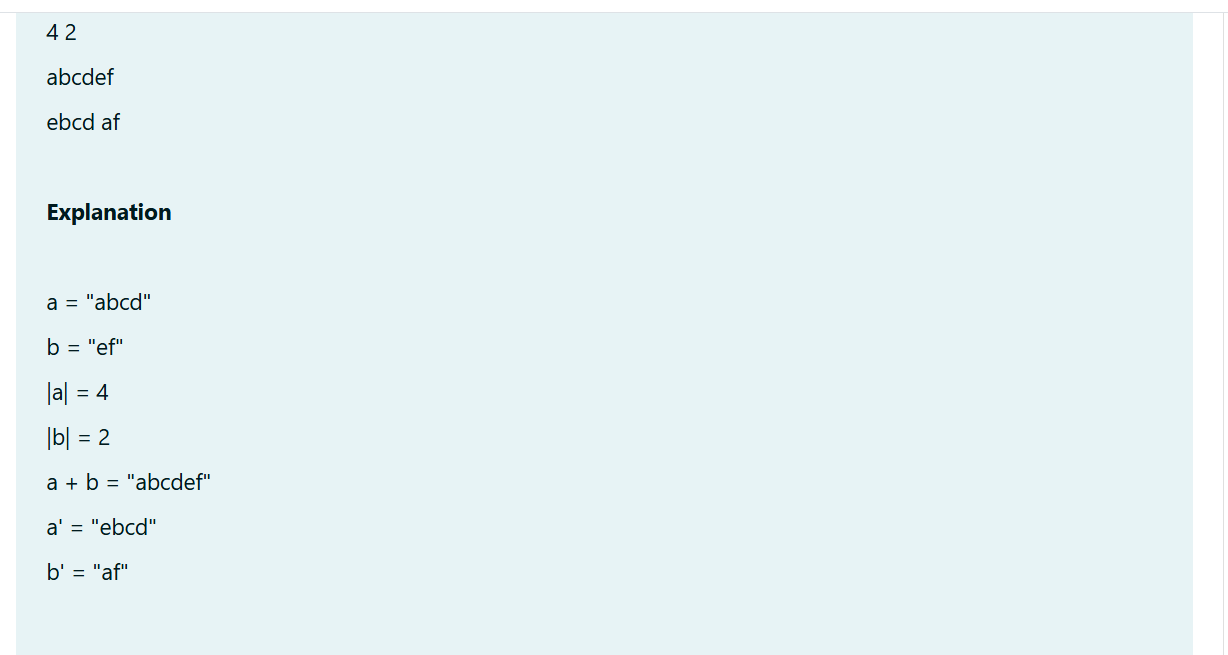 4 2
abcdef
ebcd af
Explanation
a = "abcd"
b = "ef"
|a| = 4
|b| = 2
a + b = "abcdef"
a' = "ebcd"
b' = "af"